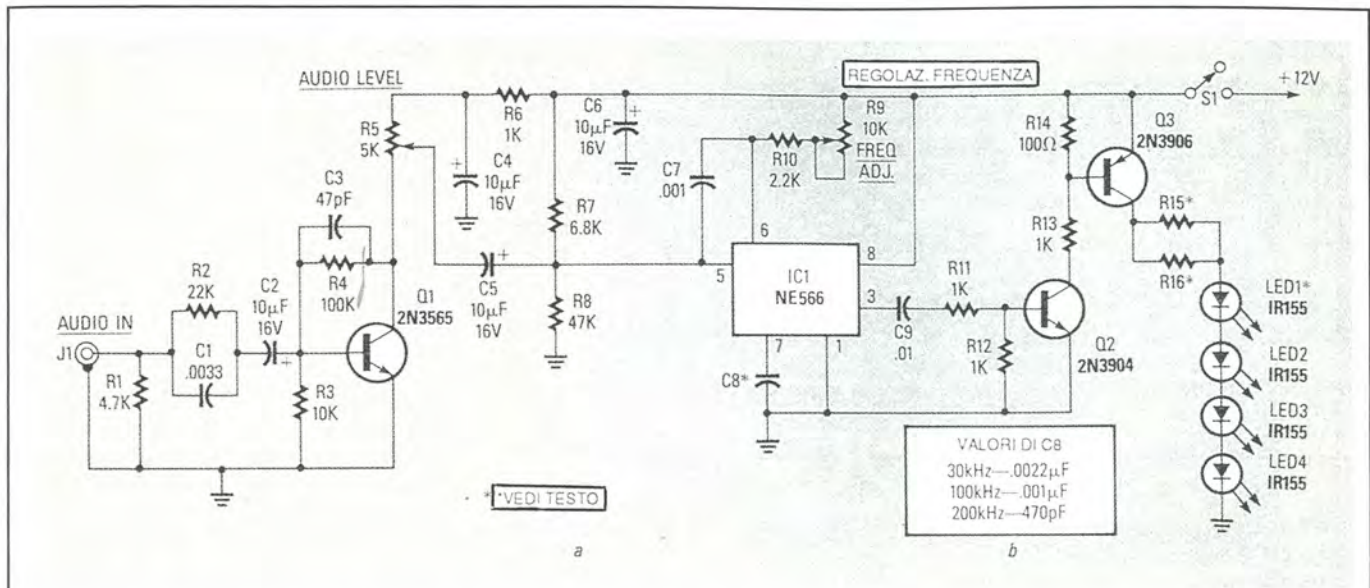 AUDIO LEVEL
REGOLAZ. FREQUENZA
+12V
S1
R5
5K
R6
1K
C6
10μF
16V
R9
10K
FREQ
ADJ.
R14
100Ω
Q3
2N3906
C4
10μF
16V
C7
.001
R10
2.2K
C3
47pF
R7
6.8K
R13
1K
R15*
R16*
R4
100K
6
5
8
3
7
1
IC1
NE566
R2
22K
C2
10μF
16V
Q1
2N3565
C5
10μF
16V
R8
47K
C9
.01
R11
1K
R12
1K
Q2
2N3904
LED1*
IR155
AUDIO IN
J1
C1
.0033
R1
4.7K
R3
10K
C8*
LED2
IR155
LED3
IR155
LED4
IR155
VALORI DI C8
30kHz—.0022μF
100kHz—.001μF
200kHz—470pF
* *VEDI TESTO
a
b